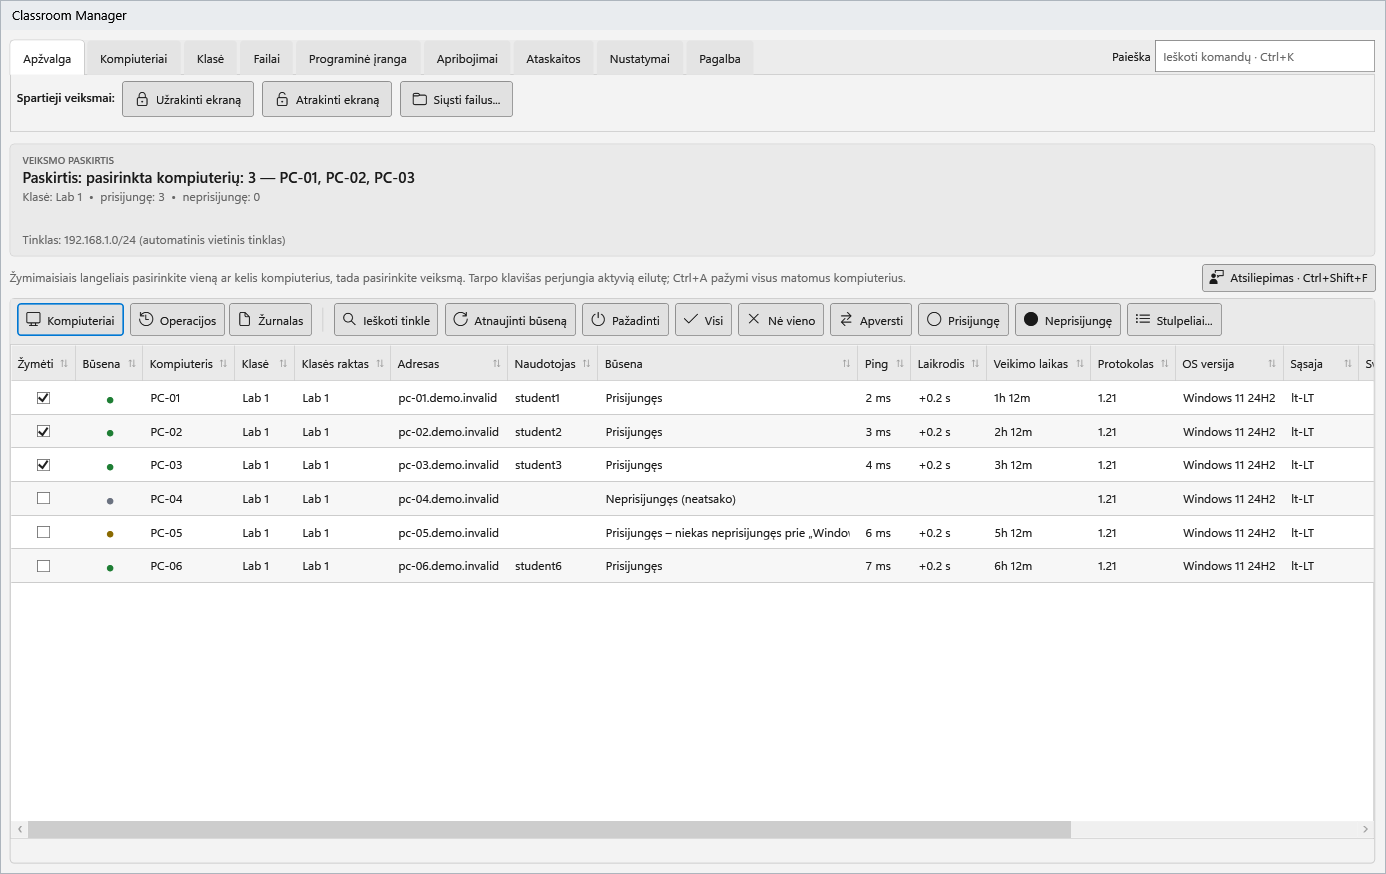 Classroom Manager
Apžvalga Kompiuteriai Klasė Failai Programinė įranga Apribojimai Ataskaitos Nustatymai Pagalba Paieška Ieškoti komandų · Ctrl+K
Spartieji veiksmai: Užrakinti ekraną Atrakinti ekraną Siųsti failus...
VEIKSMO PASKIRTIS
Paskirtis: pasirinkta kompiuterių: 3 — PC-01, PC-02, PC-03
Klasė: Lab 1 • prisijungę: 3 • neprisijungę: 0
Tinklas: 192.168.1.0/24 (automatinis vietinis tinklas)
Žymimaisiais langeliais pasirinkite vieną ar kelis kompiuterius, tada pasirinkite veiksmą. Tarpo klavišas perjungia aktyvią eilutę; Ctrl+A pažymi visus matomus kompiuterius. Atsiliepimas · Ctrl+Shift+F
Kompiuteriai Operacijos Žurnalas Ieškoti tinkle Atnaujinti būseną Pažadinti Visi Nė vieno Apversti Prisijungę Neprisijungę Stulpeliai...
Žymėti Būsena Kompiuteris Klasė Klasės raktas Adresas Naudotojas Būsena Ping Laikrodis Veikimo laikas Protokolas OS versija Sąsaja
PC-01 Lab 1 Lab 1 pc-01.demo.invalid student1 Prisijungęs 2 ms +0.2 s 1h 12m 1.21 Windows 11 24H2 lt-LT
PC-02 Lab 1 Lab 1 pc-02.demo.invalid student2 Prisijungęs 3 ms +0.2 s 2h 12m 1.21 Windows 11 24H2 lt-LT
PC-03 Lab 1 Lab 1 pc-03.demo.invalid student3 Prisijungęs 4 ms +0.2 s 3h 12m 1.21 Windows 11 24H2 lt-LT
PC-04 Lab 1 Lab 1 pc-04.demo.invalid Neprisijungęs (neatsako) 1.21 Windows 11 24H2 lt-LT
PC-05 Lab 1 Lab 1 pc-05.demo.invalid Prisijungęs – niekas neprisijungęs prie „Windo 6 ms +0.2 s 5h 12m 1.21 Windows 11 24H2 lt-LT
PC-06 Lab 1 Lab 1 pc-06.demo.invalid student6 Prisijungęs 7 ms +0.2 s 6h 12m 1.21 Windows 11 24H2 lt-LT